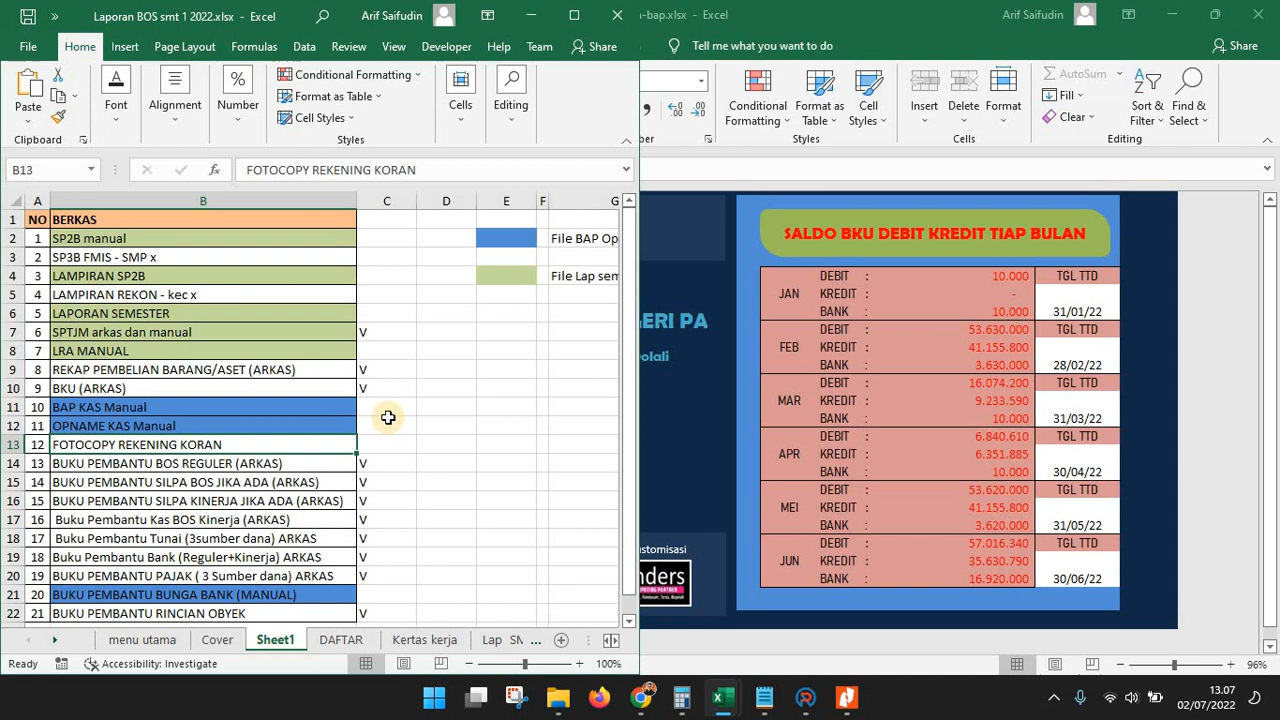 Laporan BOS smt 1 2022.xlsx - Excel
Arif Saifudin
-bap.xlsx - Excel
Arif Saifudin
File Home Insert Page Layout Formulas Data Review View Developer Help Team Share
Tell me what you want to do
Share
Paste
Clipboard
Font
Alignment
Number
Conditional Formatting
Format as Table
Cell Styles
Styles
Cells
Editing
Conditional Formatting
Format as Table
Cell Styles
Styles
Insert
Delete
Format
Cells
AutoSum
Fill
Clear
Sort & Filter
Find & Select
Editing
B13
fx
FOTOCOPY REKENING KORAN
A B C D E F G
1 NO BERKAS
2 1 SP2B manual File BAP Op
3 2 SP3B FMIS - SMP x
4 3 LAMPIRAN SP2B File Lap sem
5 4 LAMPIRAN REKON - kec x
6 5 LAPORAN SEMESTER
7 6 SPTJM arkas dan manual V
8 7 LRA MANUAL
9 8 REKAP PEMBELIAN BARANG/ASET (ARKAS) V
10 9 BKU (ARKAS) V
11 10 BAP KAS Manual
12 11 OPNAME KAS Manual
13 12 FOTOCOPY REKENING KORAN
14 13 BUKU PEMBANTU BOS REGULER (ARKAS) V
15 14 BUKU PEMBANTU SILPA BOS JIKA ADA (ARKAS) V
16 15 BUKU PEMBANTU SILPA KINERJA JIKA ADA (ARKAS) V
17 16 Buku Pembantu Kas BOS Kinerja (ARKAS) V
18 17 Buku Pembantu Tunai (3sumber dana) ARKAS V
19 18 Buku Pembantu Bank (Reguler+Kinerja) ARKAS V
20 19 BUKU PEMBANTU PAJAK ( 3 Sumber dana) ARKAS V
21 20 BUKU PEMBANTU BUNGA BANK (MANUAL)
22 21 BUKU PEMBANTU RINCIAN OBYEK V
menu utama Cover Sheet1 DAFTAR Kertas kerja ...
Ready Accessibility: Investigate 100%
GERI PA
olali
SALDO BKU DEBIT KREDIT TIAP BULAN
DEBIT : 10.000 TGL TTD
JAN KREDIT : -
BANK : 10.000 31/01/22
DEBIT : 53.630.000 TGL TTD
FEB KREDIT : 41.155.800
BANK : 3.630.000 28/02/22
DEBIT : 16.074.200 TGL TTD
MAR KREDIT : 9.233.590
BANK : 10.000 31/03/22
DEBIT : 6.840.610 TGL TTD
APR KREDIT : 6.351.885
BANK : 10.000 30/04/22
DEBIT : 53.620.000 TGL TTD
MEI KREDIT : 41.155.800
BANK : 3.620.000 31/05/22
DEBIT : 57.016.340 TGL TTD
JUN KREDIT : 35.630.790
BANK : 16.920.000 30/06/22
ustomisasi
nders
96%
13.07
02/07/2022